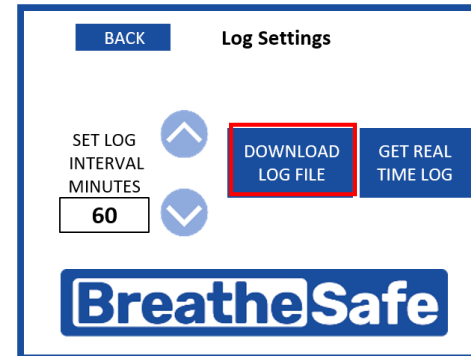 BACK
Log Settings
SET LOG
INTERVAL
MINUTES
60
DOWNLOAD
LOG FILE
GET REAL
TIME LOG
BreatheSafe